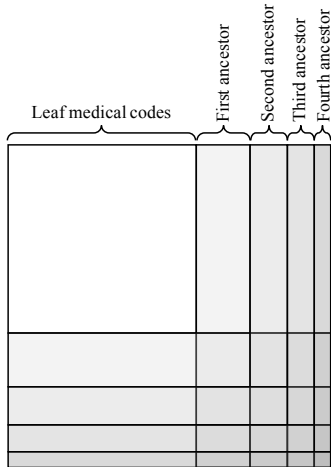 Leaf medical codes
First ancestor
Second ancestor
Third ancestor
Fourth ancestor